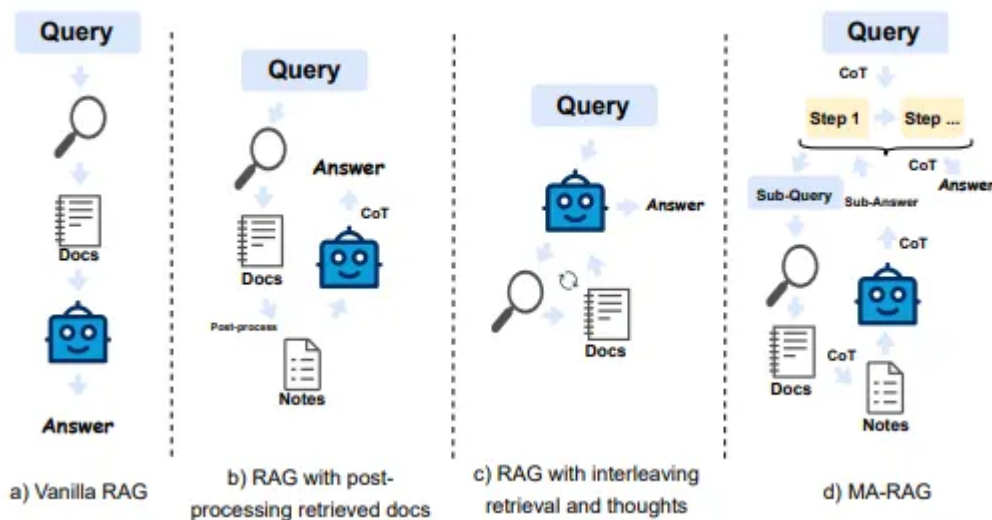 Query
Docs
Answer
a) Vanilla RAG
Query
Answer
CoT
Docs
Post-process
Notes
b) RAG with post-
processing retrieved docs
Query
Answer
Docs
c) RAG with interleaving
retrieval and thoughts
Query
CoT
Step 1
Step ...
CoT
Answer
Sub-Query
Sub-Answer
CoT
CoT
Docs
Notes
d) MA-RAG